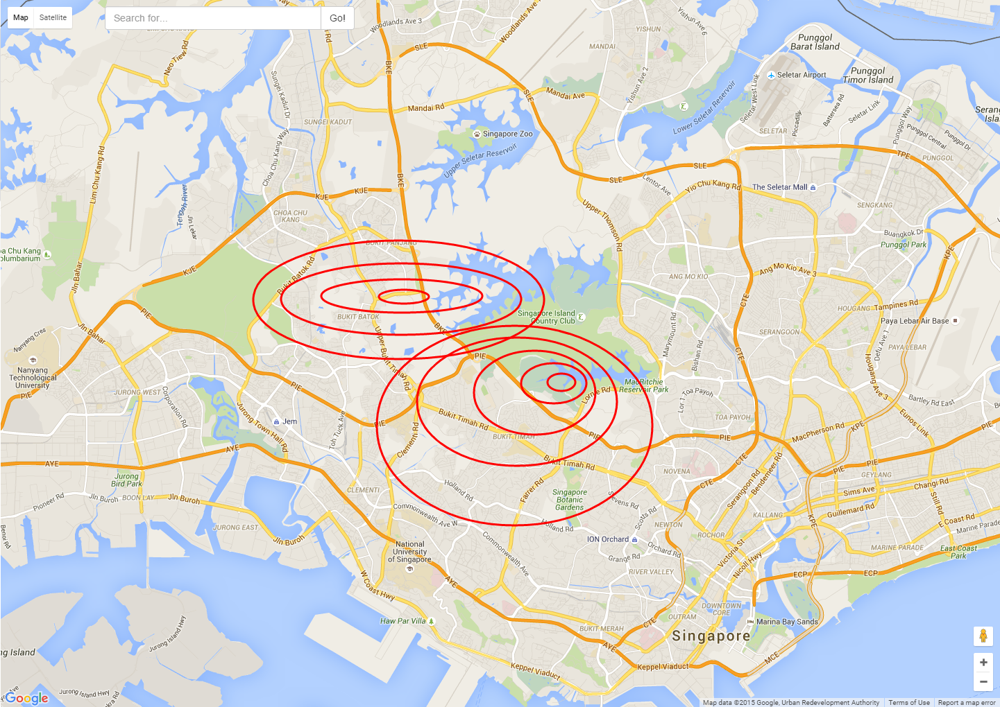 Map
Satellite
Search for...
Go!
Woodlands Ave 3
Woodlands Ave
Yishun Ave 6
YISHUN
MANDAI
Punggol
Barat Island
Punggol
Timor Island
Neo Tiew Rd
SLE
BKE
Seletar Airport
Seletar West Link
Yishun Ave 2
Mandai Ave
SLE
Mandai Rd
Sungei Kadut Dr
SUNGEI KADUT
Lower Seletar Reservoir
Battersea Rd
Seletar Link
Piccadilly
SELETAR
Punggol Way
Punggol Central
Punggol Dr
PUNGGOL
TPE
Singapore Zoo
Upper Seletar Reservoir
Choa Chu Kang Way
Lim Chu Kang Rd
BKE
SLE
SLE
Lentor Ave
Yio Chu Kang Rd
The Seletar Mall
KJE
KJE
Tengah River
Jln Lekar
CHOA CHU
KANG
Upper Thomson Rd
SENGKANG
Buangkok Dr
Punggol Park
KPE
BUKIT PANJANG
KJE
Bukit Batok Rd
Jln Bahar
Ang Mo Kio Ave 3
ANG MO KIO
CTE
HOUGANG
Tampines Rd
PIE
BUKIT BATOK
BKE
Singapore Island
Country Club
Paya Lebar Air Base
Jln Bahar
Nanyang Cres
Upper Bukit Timah Rd
Marymount Rd
Bishan Rd
SERANGOON
Defu Ave 1
PAYA LEBAR
CTE
PIE
Hougang Ave 3
Nanyang
Technological
University
PIE
PIE
JURONG WEST
Corporation Rd
Lornie Rd
MacRitchie
Reservoir Park
Lor 1 Toa Payoh
TOA PAYOH
Bartley Rd East
Eunos Link
Jurong Town Hall Rd
Jem
Toh Tuck Ave
PIE
Bukit Timah Rd
BUKIT TIMAH
PIE
PIE
MacPherson Rd
KPE
PIE
Clementi Rd
AYE
AYE
Bukit Timah Rd
CTE
PIE
Jurong
Bird Park
NOVENA
CTE
Serangoon Rd
Bendemeer Rd
GEYLANG
Changi Rd
Sims Ave
Still Rd
Pioneer Rd
Jln Buroh
BOON LAY
Jln Buroh
CLEMENTI
Holland Rd
Farrer Rd
Singapore
Botanic
Gardens
Stevens Rd
Scotts Rd
Guillemard Rd
KALLANG
KPE
East Coast Rd
Marine Parade
Commonwealth Ave W
Holland Rd
NEWTON
JURONG EAST
Jln Buroh
Benoi Rd
National
University
of Singapore
Commonwealth Ave
ION Orchard
Orchard Rd
ROCHOR
Victoria St
Nicoll Hwy
MARINE PARADE
East Coast
Park
Grange Rd
RIVER VALLEY
ECP
ECP
W Coast Hwy
AYE
Haw Par Villa
DOWNTOWN
CORE
OUTRAM
CTE
BUKIT MERAH
Marina Bay Sands
Singapore
AYE
Jurong Island Hwy
Keppel Viaduct
Keppel Viaduct
MCE
Jurong Island Hwy
Google
Map data ©2015 Google, Urban Redevelopment Authority
Terms of Use
Report a map error